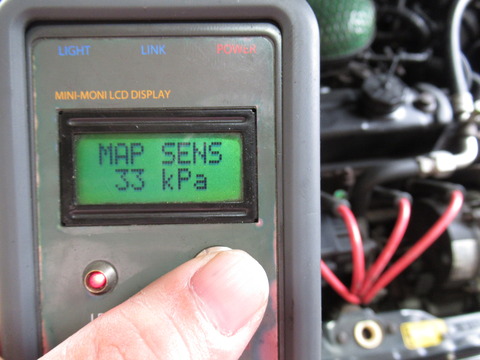 LIGHT LINK POWER
MINI-MONI LCD DISPLAY
MAP SENS
33 kPa